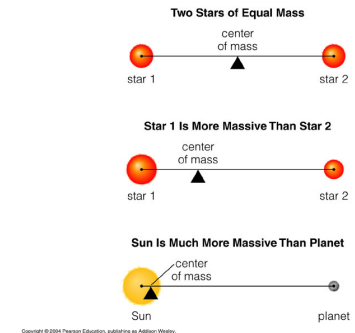 Two Stars of Equal Mass
center
of mass
star 1
star 2
Star 1 Is More Massive Than Star 2
center
of mass
star 1
star 2
Sun Is Much More Massive Than Planet
center
of mass
Sun
planet
Copyright © 2004 Pearson Education, publishing as Addison Wesley.